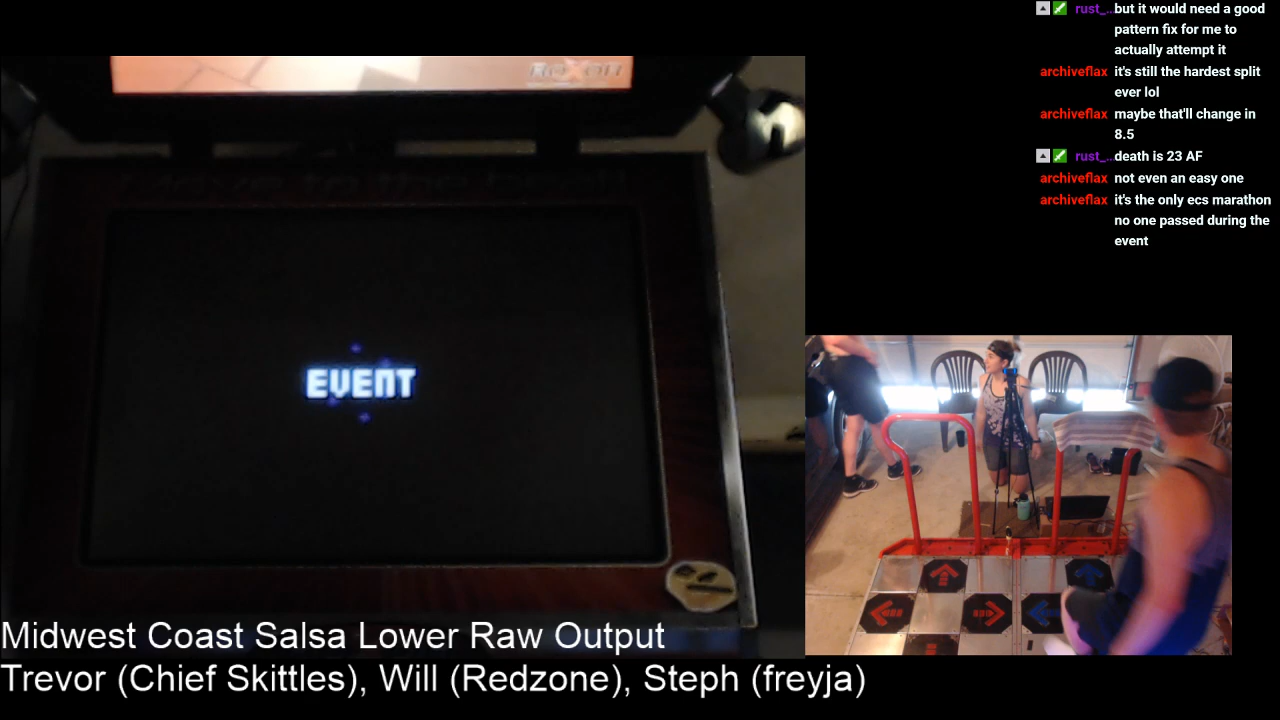 ROXOR
EVENT
Midwest Coast Salsa Lower Raw Output
Trevor (Chief Skittles), Will (Redzone), Steph (freyja)
rust_... but it would need a good
pattern fix for me to
actually attempt it
archiveflax it's still the hardest split
ever lol
archiveflax maybe that'll change in
8.5
rust_... death is 23 AF
archiveflax not even an easy one
archiveflax it's the only ecs marathon
no one passed during the
event